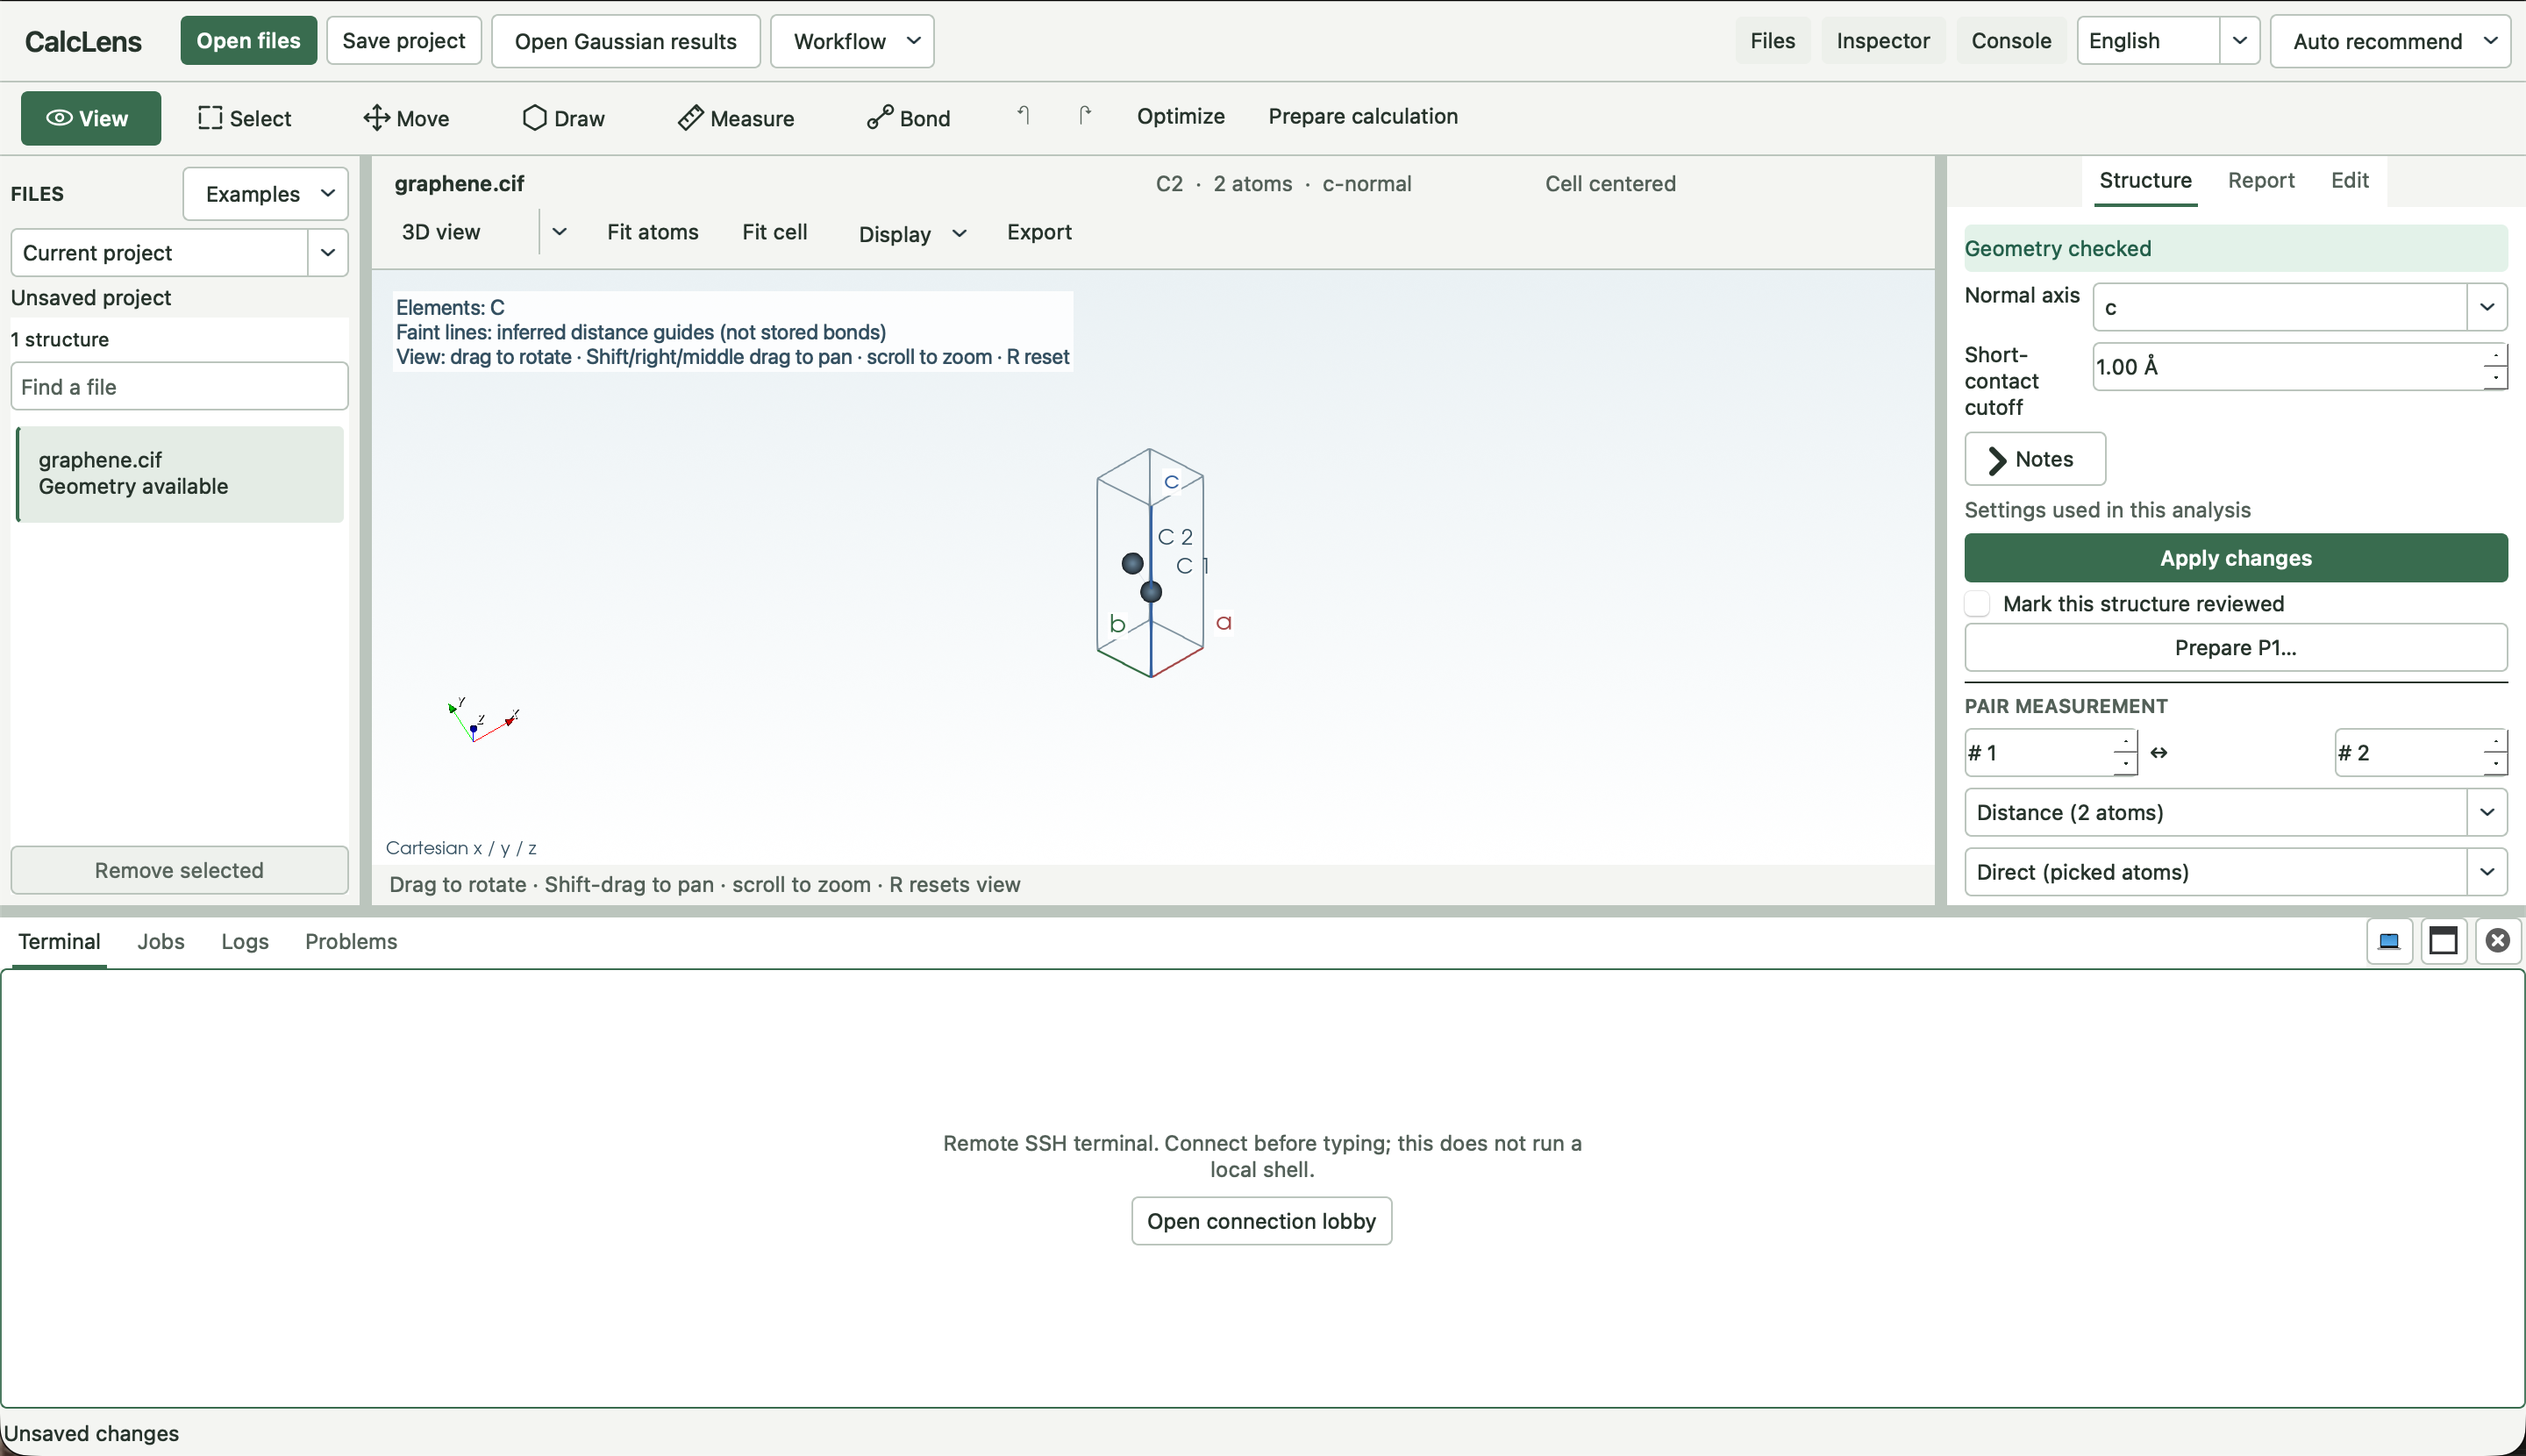 CalcLens
Open files
Save project
Open Gaussian results
Workflow
Files
Inspector
Console
English
Auto recommend
View
Select
Move
Draw
Measure
Bond
Optimize
Prepare calculation
FILES
Examples
Current project
Unsaved project
1 structure
Find a file
graphene.cif
Geometry available
Remove selected
graphene.cif
C2 · 2 atoms · c-normal
Cell centered
3D view
Fit atoms
Fit cell
Display
Export
Elements: C
Faint lines: inferred distance guides (not stored bonds)
View: drag to rotate · Shift/right/middle drag to pan · scroll to zoom · R reset
c
C 2
C 1
b
a
Y
Z
X
Cartesian x / y / z
Drag to rotate · Shift-drag to pan · scroll to zoom · R resets view
Structure
Report
Edit
Geometry checked
Normal axis
c
Short-
contact
cutoff
1.00 Å
Notes
Settings used in this analysis
Apply changes
Mark this structure reviewed
Prepare P1...
PAIR MEASUREMENT
# 1
↔
# 2
Distance (2 atoms)
Direct (picked atoms)
Terminal
Jobs
Logs
Problems
Remote SSH terminal. Connect before typing; this does not run a
local shell.
Open connection lobby
Unsaved changes